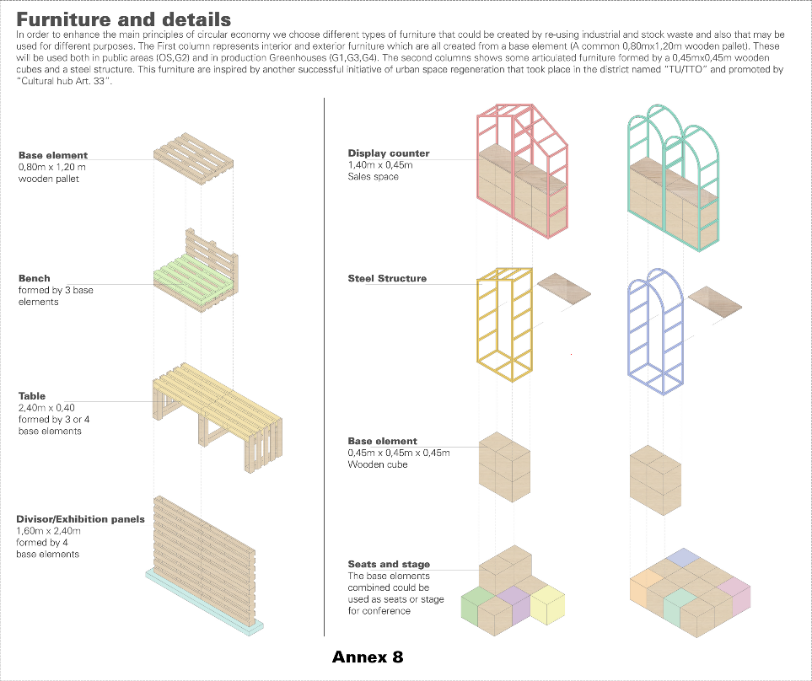 Furniture and details
In order to enhance the main principles of circular economy we choose different types of furniture that could be created by re-using industrial and stock waste and also that may be
used for different purposes. The First column represents interior and exterior furniture which are all created from a base element (A common 0,80mx1,20m wooden pallet). These
will be used both in public areas (OS,G2) and in production Greenhouses (G1,G3,G4). The second columns shows some articulated furniture formed by a 0,45mx0,45m wooden
cubes and a steel structure. This furniture are inspired by another successful initiative of urban space regeneration that took place in the district named "TU/TTO" and promoted by
"Cultural hub Art. 33".
Base element
0,80m x 1,20 m
wooden pallet
Bench
formed by 3 base
elements
Table
2,40m x 0,40
formed by 3 or 4
base elements
Divisor/Exhibition panels
1,60m x 2,40m
formed by 4
base elements
Display counter
1,40m x 0,45m
Sales space
Steel Structure
Base element
0,45m x 0,45m x 0,45m
Wooden cube
Seats and stage
The base elements
combined could be
used as seats or stage
for conference
Annex 8